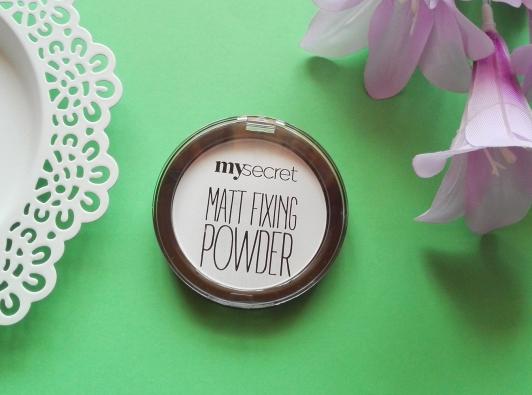 mysecret
MATT FIXING
POWDER